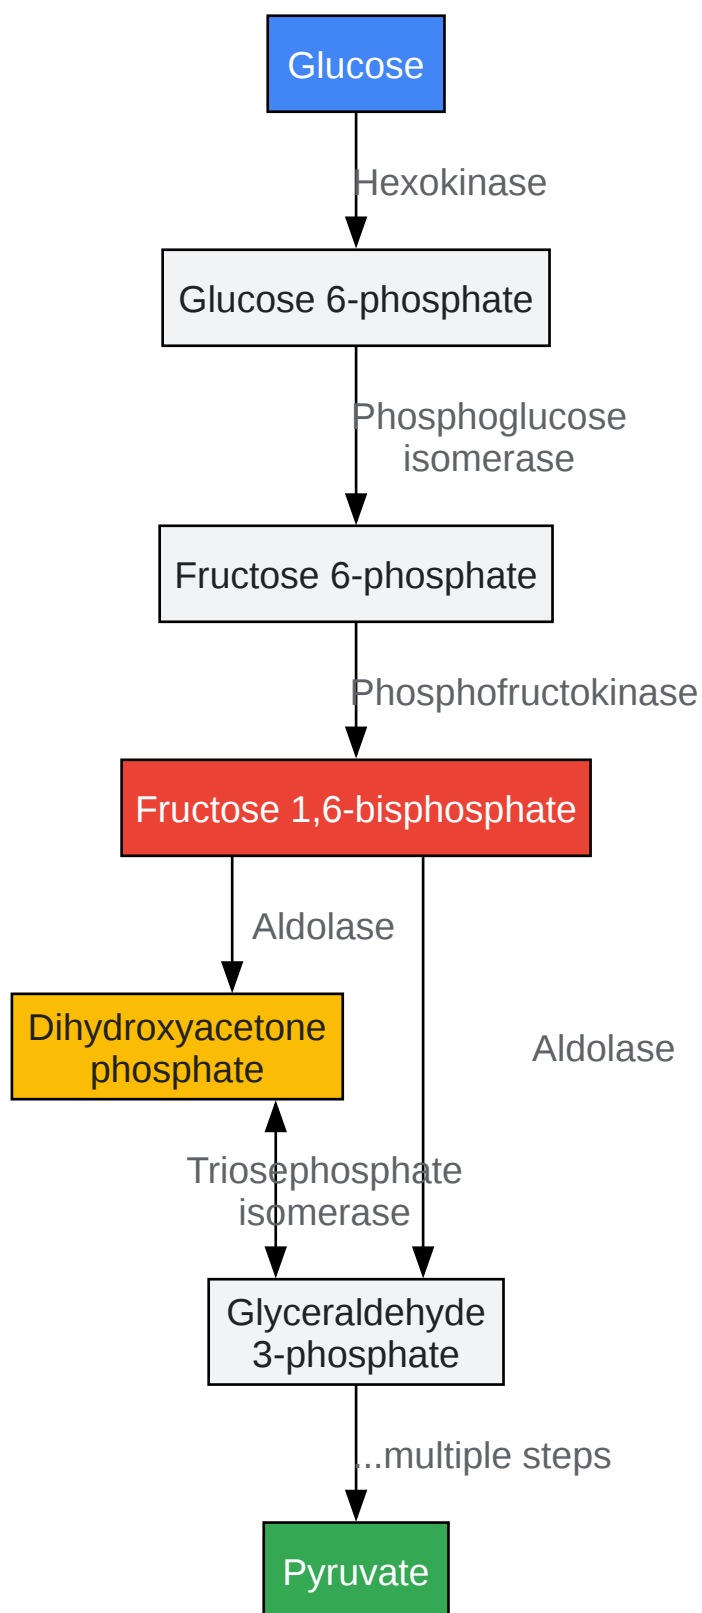 Glucose
Hexokinase
Glucose 6-phosphate
Phosphoglucose
isomerase
Fructose 6-phosphate
Phosphofructokinase
Fructose 1,6-bisphosphate
Aldolase
Dihydroxyacetone
phosphate
Aldolase
Triosephosphate
isomerase
Glyceraldehyde
3-phosphate
...multiple steps
Pyruvate